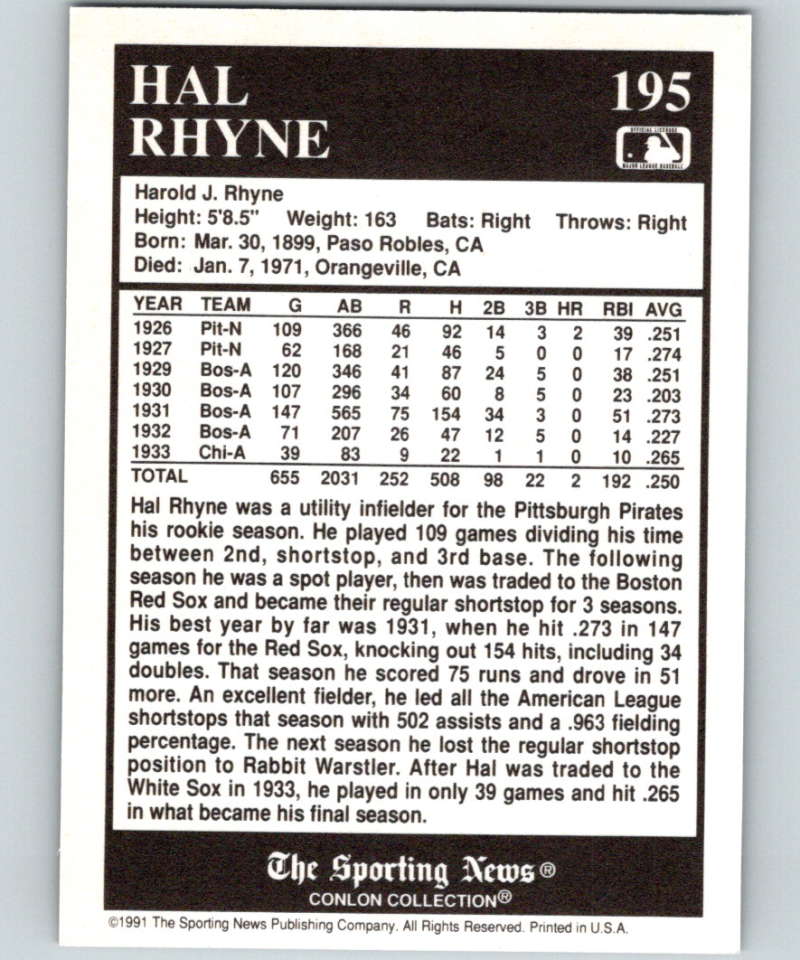 HAL 195
RHYNE
OFFICIAL LICENSEE
MAJOR LEAGUE BASEBALL
Harold J. Rhyne
Height: 5'8.5" Weight: 163 Bats: Right Throws: Right
Born: Mar. 30, 1899, Paso Robles, CA
Died: Jan. 7, 1971, Orangeville, CA
YEAR TEAM G AB R H 2B 3B HR RBI AVG
1926 Pit-N 109 366 46 92 14 3 2 39 .251
1927 Pit-N 62 168 21 46 5 0 0 17 .274
1929 Bos-A 120 346 41 87 24 5 0 38 .251
1930 Bos-A 107 296 34 60 8 5 0 23 .203
1931 Bos-A 147 565 75 154 34 3 0 51 .273
1932 Bos-A 71 207 26 47 12 5 0 14 .227
1933 Chi-A 39 83 9 22 1 1 0 10 .265
TOTAL 655 2031 252 508 98 22 2 192 .250
Hal Rhyne was a utility infielder for the Pittsburgh Pirates
his rookie season. He played 109 games dividing his time
between 2nd, shortstop, and 3rd base. The following
season he was a spot player, then was traded to the Boston
Red Sox and became their regular shortstop for 3 seasons.
His best year by far was 1931, when he hit .273 in 147
games for the Red Sox, knocking out 154 hits, including 34
doubles. That season he scored 75 runs and drove in 51
more. An excellent fielder, he led all the American League
shortstops that season with 502 assists and a .963 fielding
percentage. The next season he lost the regular shortstop
position to Rabbit Warstler. After Hal was traded to the
White Sox in 1933, he played in only 39 games and hit .265
in what became his final season.
The Sporting News®
CONLON COLLECTION®
©1991 The Sporting News Publishing Company. All Rights Reserved. Printed in U.S.A.